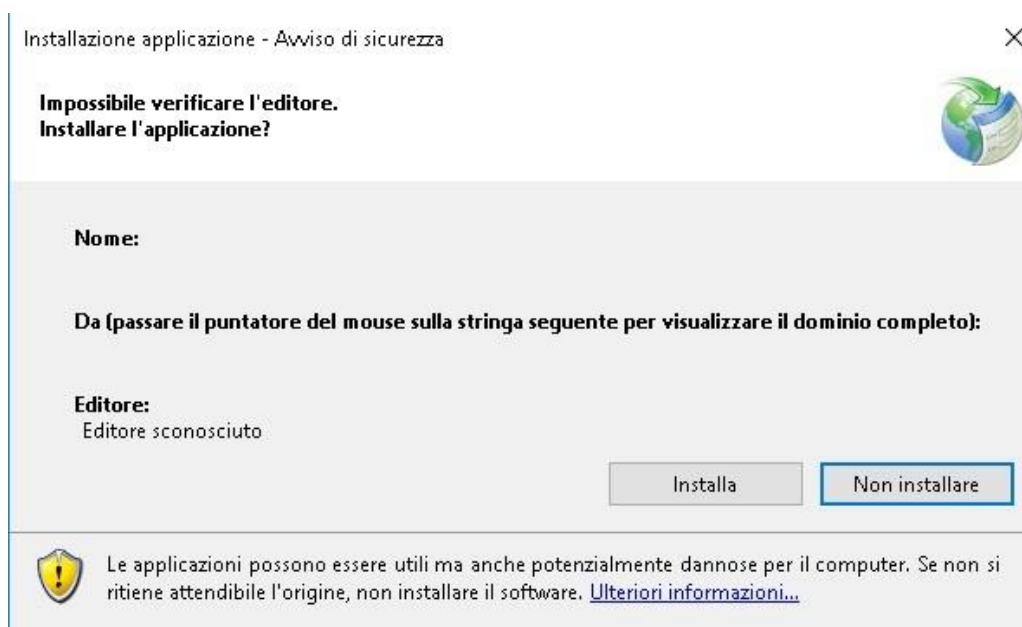 Installazione applicazione - Avviso di sicurezza
Impossibile verificare l'editore.
Installare l'applicazione?
Nome:
Da (passare il puntatore del mouse sulla stringa seguente per visualizzare il dominio completo):
Editore:
Editore sconosciuto
Installa
Non installare
Le applicazioni possono essere utili ma anche potenzialmente dannose per il computer. Se non si
ritiene attendibile l'origine, non installare il software. Ulteriori informazioni...